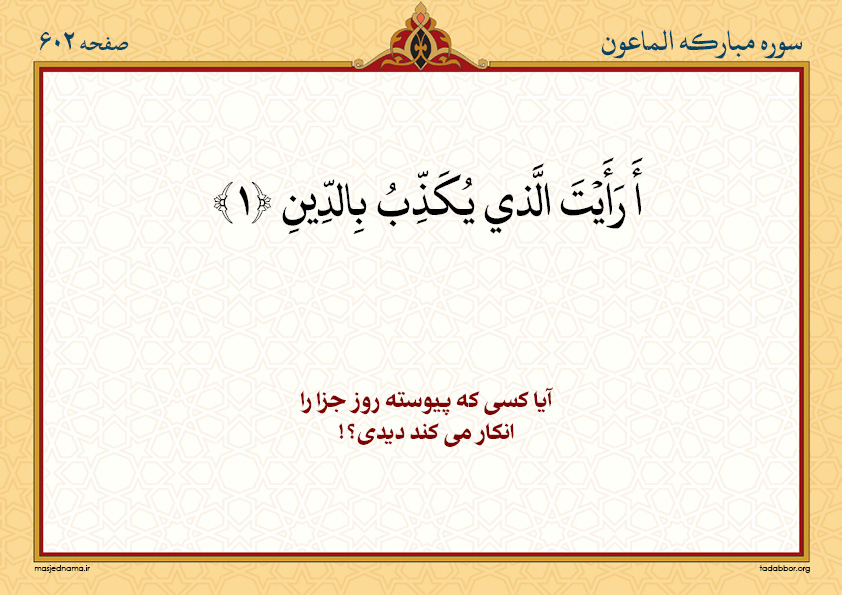 سوره مبارکه الماعون
صفحه ۶۰۲
أَ رَأَيْتَ الَّذي يُكَذِّبُ بِالدِّينِ ﴿۱﴾
آیا کسی که پیوسته روز جزا را
انکار می کند دیدی؟!
masjednama.ir
tadabbor.org